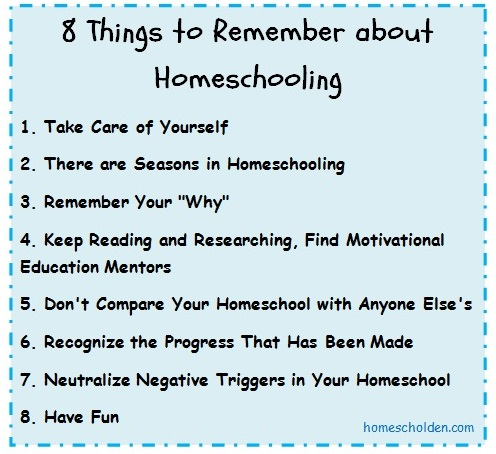 8 Things to Remember about
Homeschooling
1. Take Care of Yourself
2. There are Seasons in Homeschooling
3. Remember Your "Why"
4. Keep Reading and Researching, Find Motivational
Education Mentors
5. Don't Compare Your Homeschool with Anyone Else's
6. Recognize the Progress That Has Been Made
7. Neutralize Negative Triggers in Your Homeschool
8. Have Fun
homescholden.com